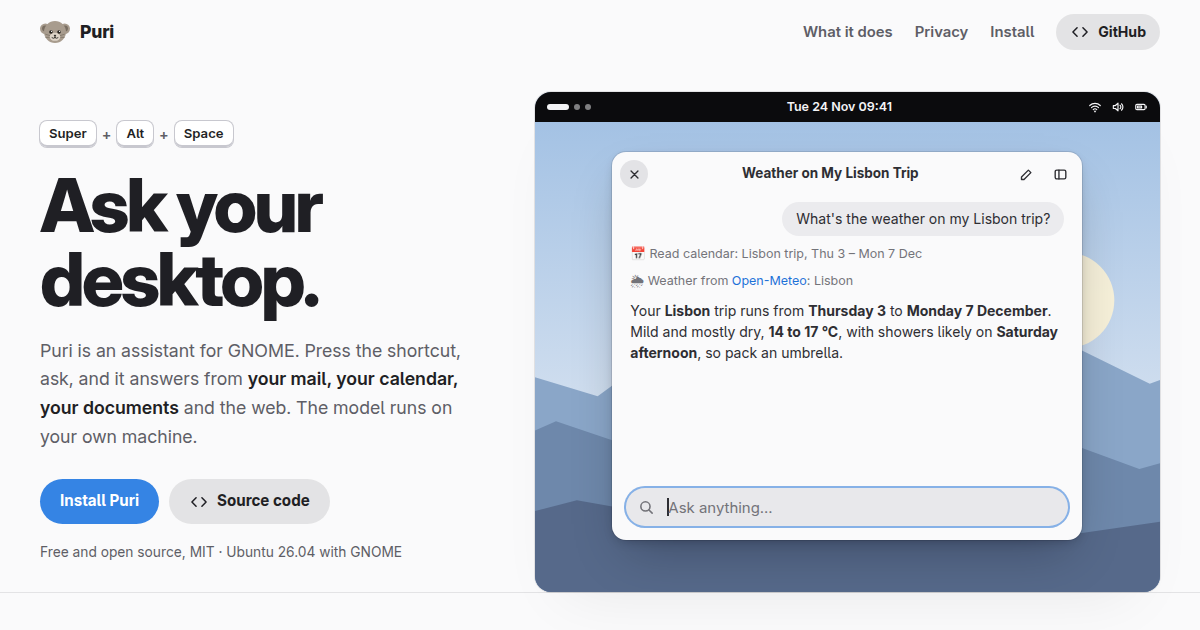 Puri
What it does
Privacy
Install
GitHub
Super + Alt + Space
Ask your
desktop.
Puri is an assistant for GNOME. Press the shortcut,
ask, and it answers from your mail, your calendar,
your documents and the web. The model runs on
your own machine.
Install Puri
Source code
Free and open source, MIT · Ubuntu 26.04 with GNOME
Tue 24 Nov 09:41
Weather on My Lisbon Trip
What's the weather on my Lisbon trip?
Read calendar: Lisbon trip, Thu 3 – Mon 7 Dec
Weather from Open-Meteo: Lisbon
Your Lisbon trip runs from Thursday 3 to Monday 7 December.
Mild and mostly dry, 14 to 17 °C, with showers likely on Saturday
afternoon, so pack an umbrella.
Ask anything...